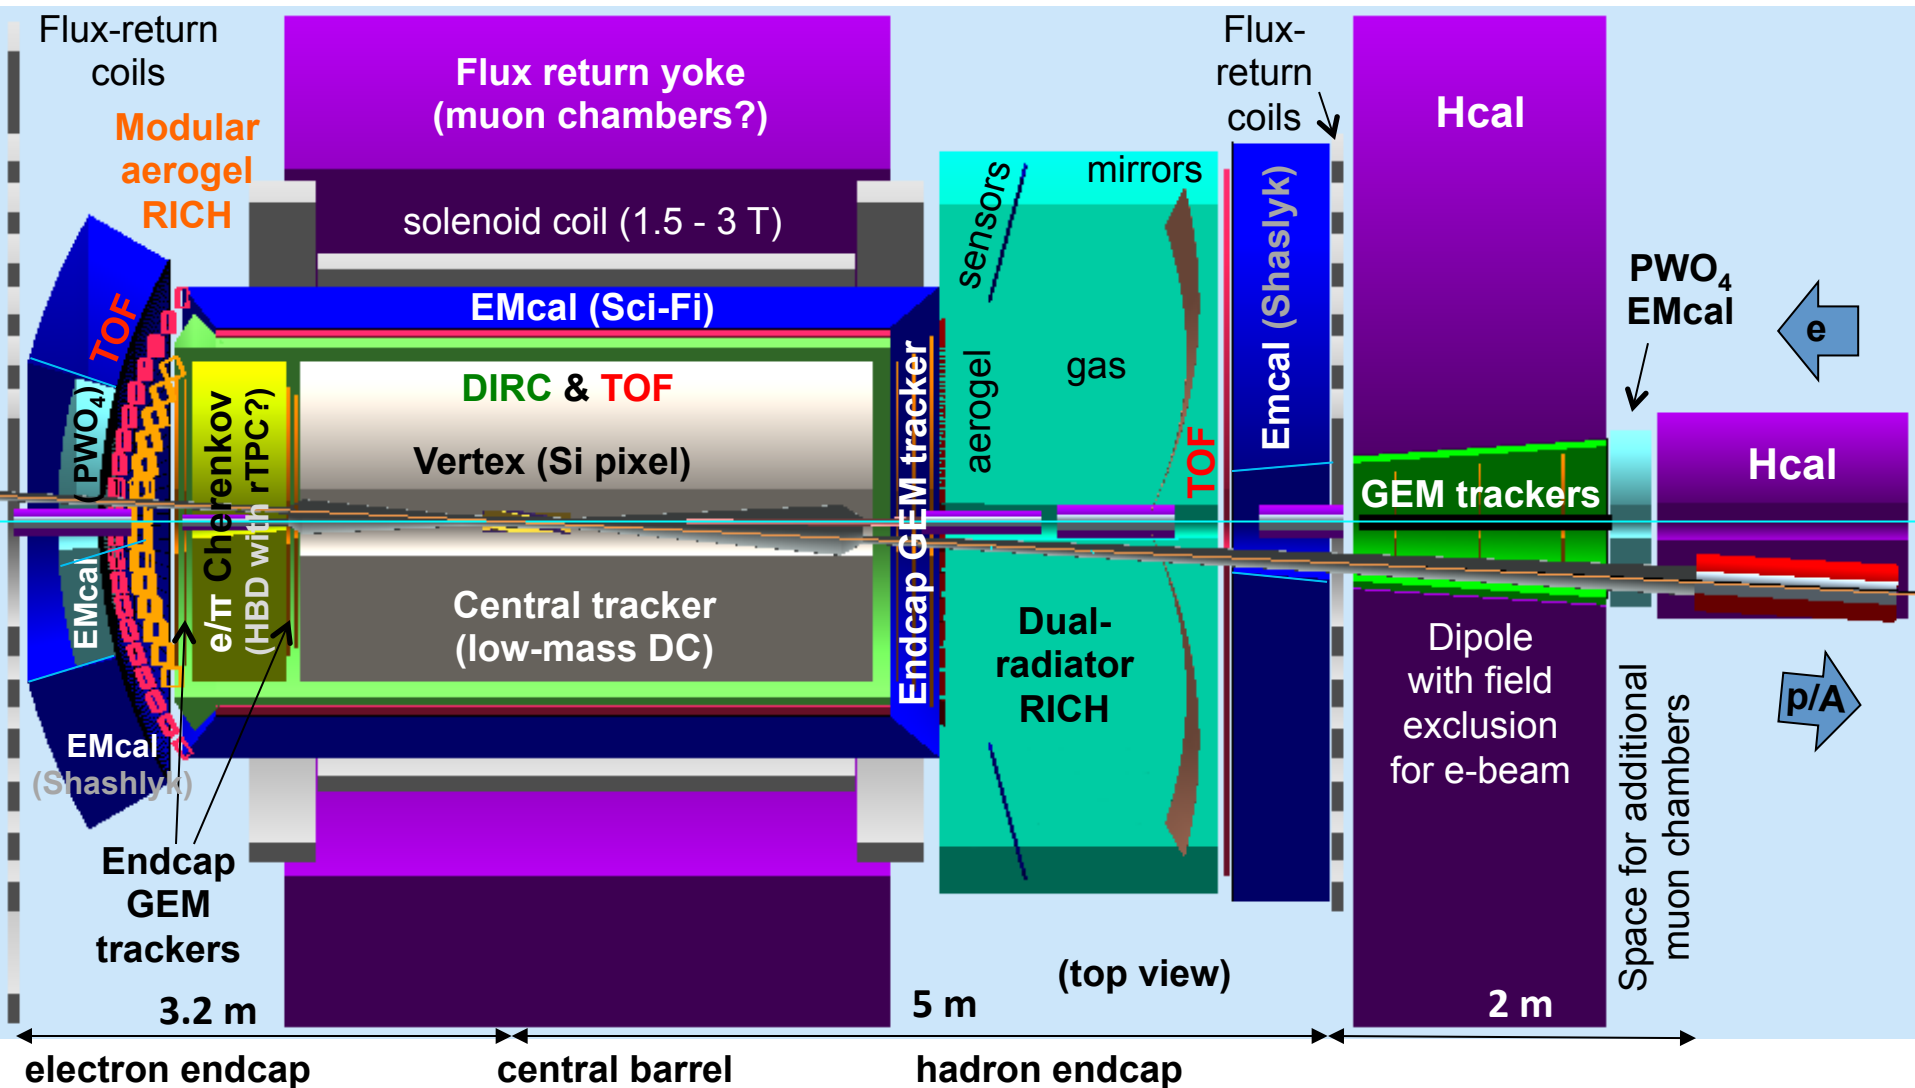 Flux-return
coils
Modular
aerogel
RICH
Flux return yoke
(muon chambers?)
solenoid coil (1.5 - 3 T)
Flux-
return
coils
Hcal
mirrors
sensors
Emcal (Shaslyk)
PWO4
EMcal
e
TOF
EMcal (Sci-Fi)
DIRC & TOF
Vertex (Si pixel)
Central tracker
(low-mass DC)
e/π Cherenkov
(HBD with rTPC?)
(PWO4)
EMcal
Endcap GEM tracker
aerogel
gas
TOF
GEM trackers
Hcal
Dual-
radiator
RICH
Dipole
with field
exclusion
for e-beam
p/A
Space for additional
muon chambers
EMcal
(Shashlyk)
Endcap
GEM
trackers
(top view)
3.2 m
5 m
2 m
electron endcap
central barrel
hadron endcap